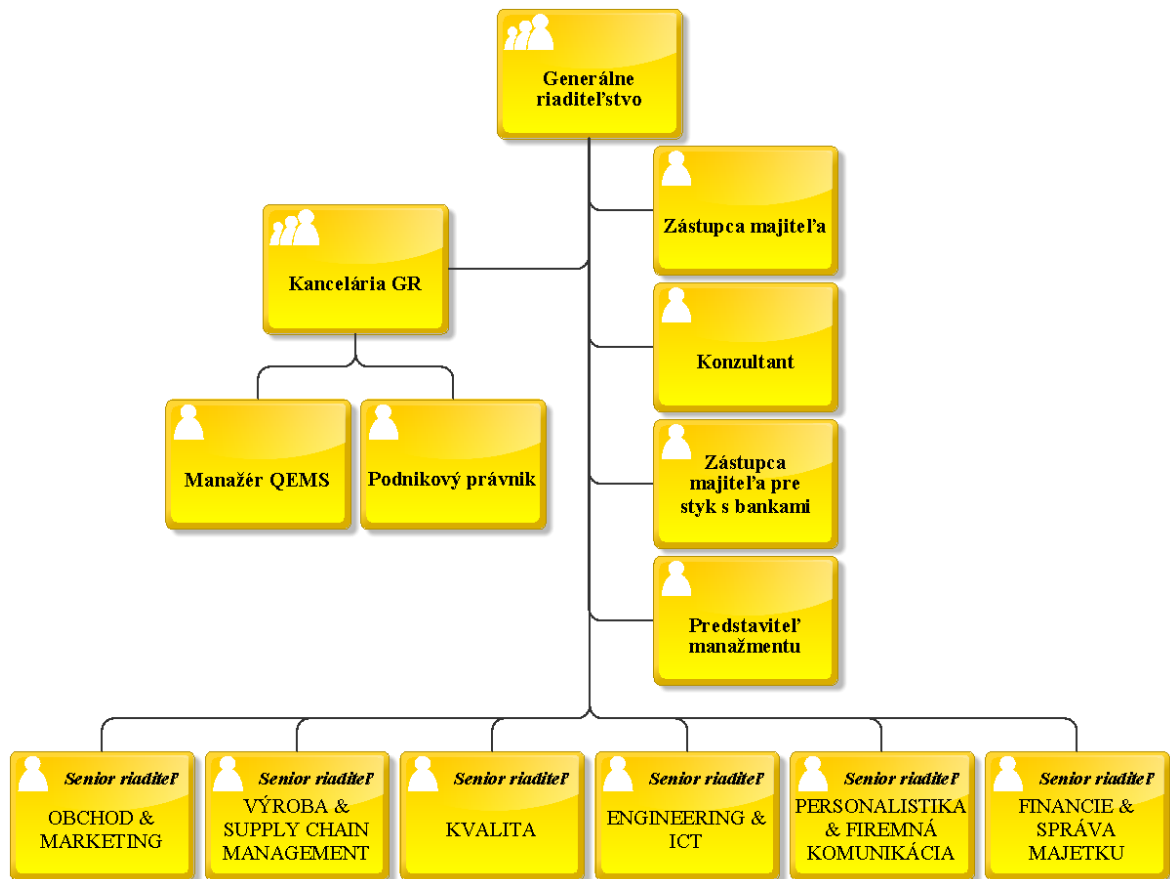 Generálne
riaditeľstvo
Zástupca majiteľa
Kancelária GR
Konzultant
Manažér QEMS
Podnikový právnik
Zástupca
majiteľa pre
styk s bankami
Predstaviteľ
manažmentu
Senior riaditeľ
OBCHOD &
MARKETING
Senior riaditeľ
VÝROBA &
SUPPLY CHAIN
MANAGEMENT
Senior riaditeľ
KVALITA
Senior riaditeľ
ENGINEERING &
ICT
Senior riaditeľ
PERSONALISTIKA
& FIREMNÁ
KOMUNIKÁCIA
Senior riaditeľ
FINANCIE &
SPRÁVA
MAJETKU